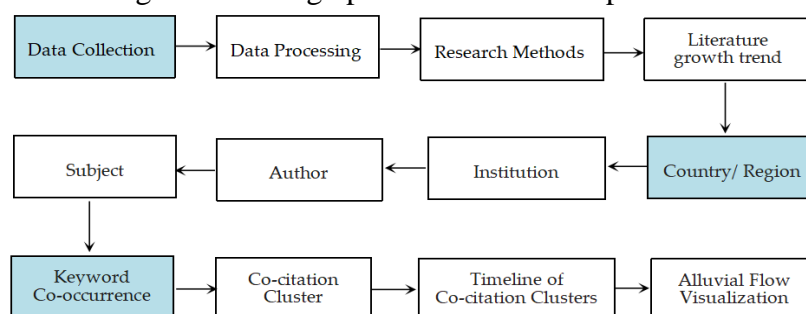 Data Collection
Data Processing
Research Methods
Literature
growth trend
Subject
Author
Institution
Country/ Region
Keyword
Co-occurrence
Co-citation
Cluster
Timeline of
Co-citation Clusters
Alluvial Flow
Visualization